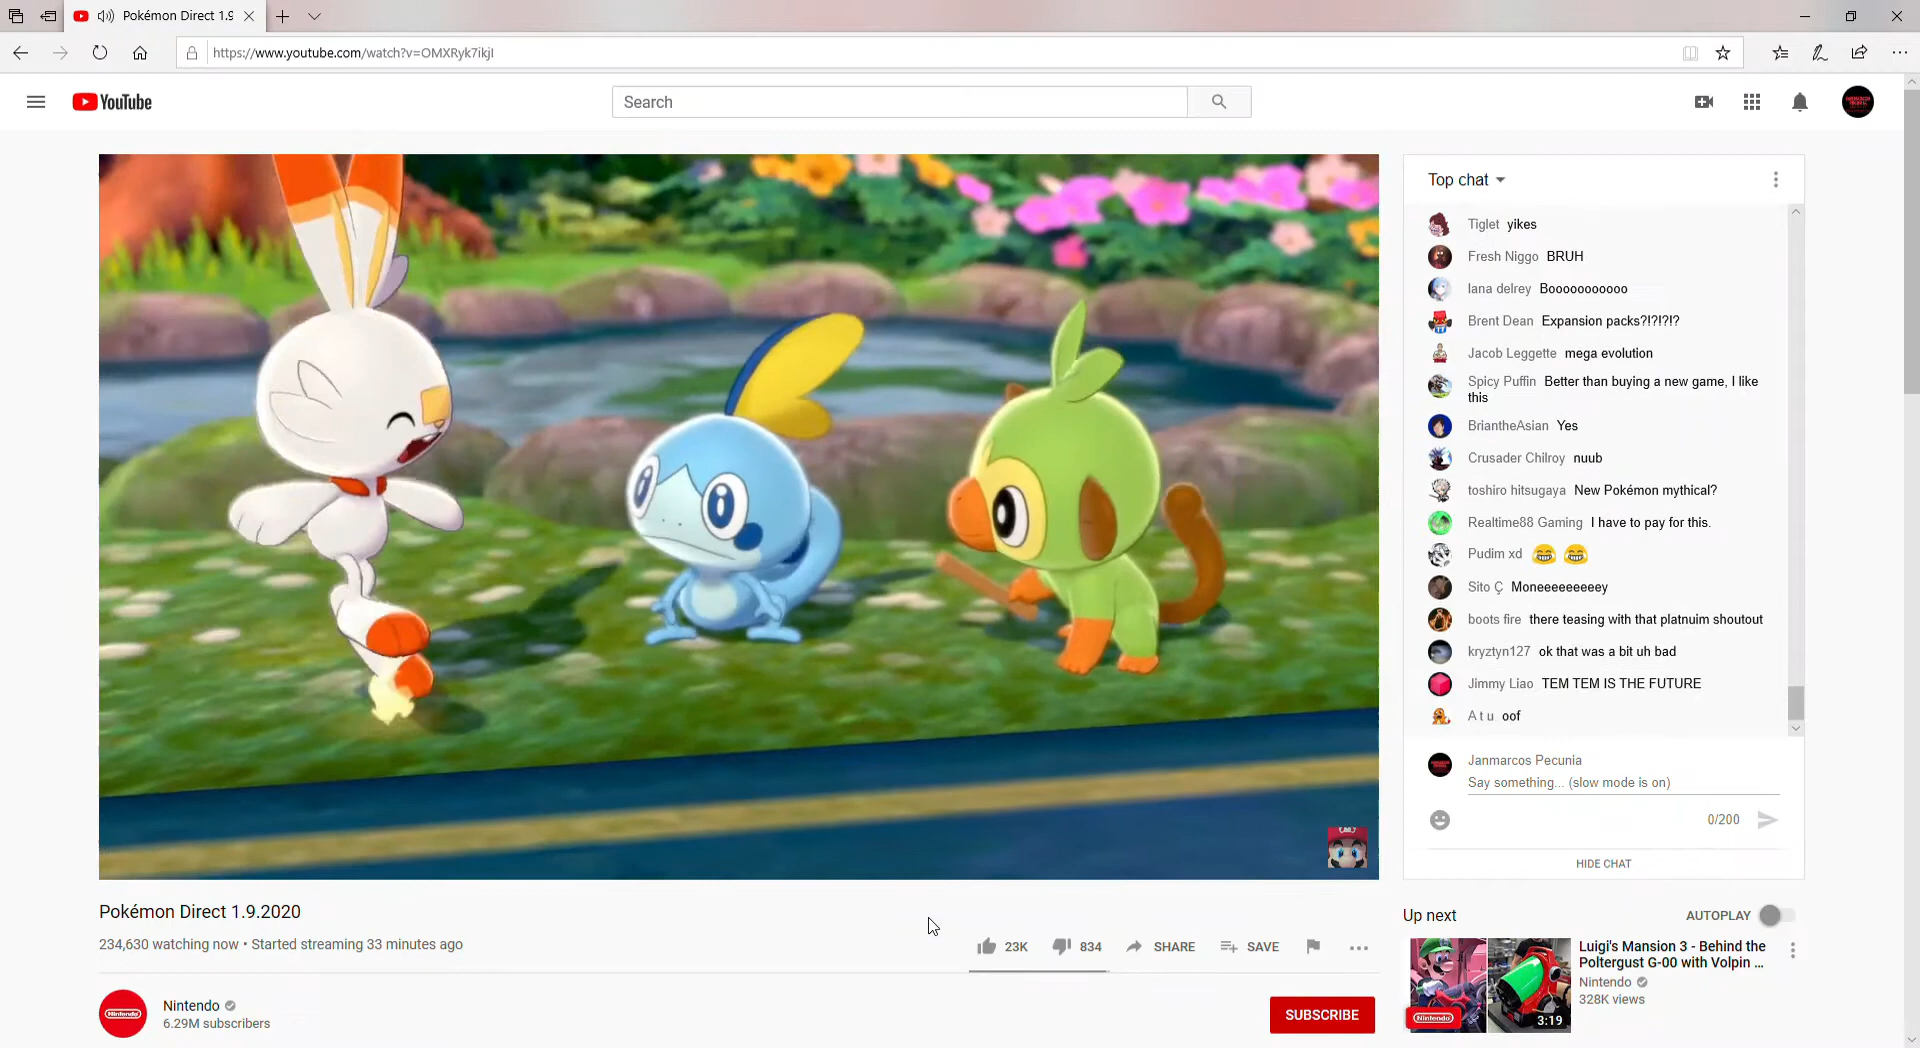 Pokémon Direct 1.9
https://www.youtube.com/watch?v=OMXRyk7ikjI
YouTube
Search
Top chat
Tiglet yikes
Fresh Niggo BRUH
lana delrey Booooooooooo
Brent Dean Expansion packs?!?!?!?
Jacob Leggette mega evolution
Spicy Puffin Better than buying a new game, I like
this
BriantheAsian Yes
Crusader Chilroy nuub
toshiro hitsugaya New Pokémon mythical?
Realtime88 Gaming I have to pay for this.
Pudim xd 😂 😂
Sito Ç Moneeeeeeeeey
boots fire there teasing with that platnuim shoutout
kryztyn127 ok that was a bit uh bad
Jimmy Liao TEM TEM IS THE FUTURE
A t u oof
Janmarcos Pecunia
Say something... (slow mode is on)
0/200
HIDE CHAT
Pokémon Direct 1.9.2020
234,630 watching now • Started streaming 33 minutes ago
23K 834 SHARE SAVE
Nintendo
Nintendo
6.29M subscribers
SUBSCRIBE
Up next AUTOPLAY
Nintendo
3:19
Luigi's Mansion 3 - Behind the
Poltergust G-00 with Volpin ...
Nintendo
328K views